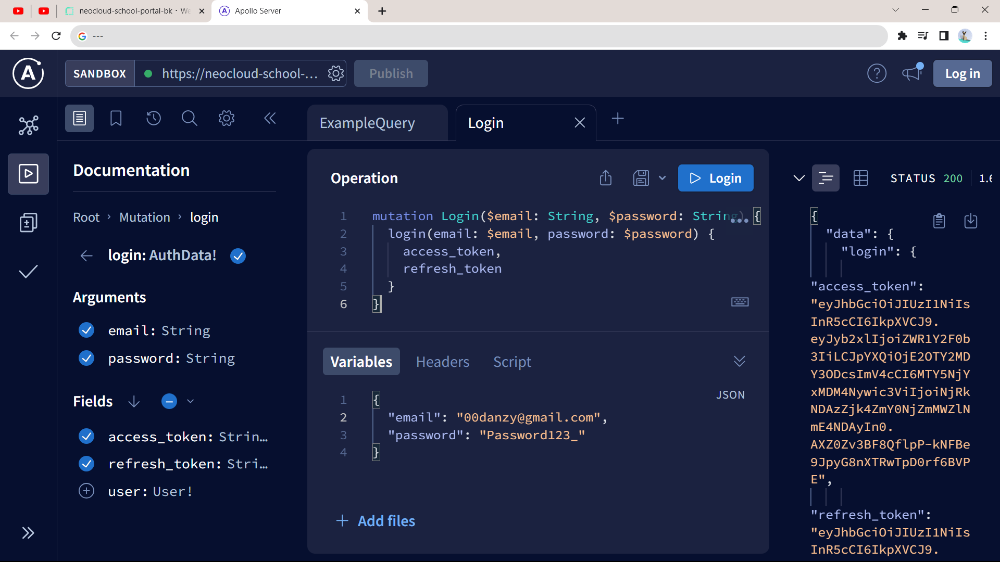 neocloud-school-portal-bk · We
Apollo Server
---
SANDBOX
https://neocloud-school-...
Publish
Log in
ExampleQuery
Login
Documentation
Root > Mutation > login
login: AuthData!
Arguments
email: String
password: String
Fields
access_token: Strin...
refresh_token: Stri...
user: User!
Operation
Login
1 mutation Login($email: String, $password: String) {
2 login(email: $email, password: $password) {
3 access_token,
4 refresh_token
5 }
6 }
Variables
Headers
Script
JSON
1 {
2 "email": "00danzy@gmail.com",
3 "password": "Password123_"
4 }
+ Add files
STATUS 200
1.6
{
"data": {
"login": {
"access_token":
"eyJhbGciOiJIUzI1NiIs
InR5cCI6IkpXVCJ9.
eyJyb2xlIjoiZWR1Y2F0b
3IiLCJpYXQiOjE2OTY2MD
Y3ODcsImV4cCI6MTY5NjY
xMDM4Nywic3ViIjoiNjRk
NDAzZjk4ZmY0NjZmMWZlN
mE4NDAyIn0.
AXZ0Zv3BF8QflpP-kNFBe
9JpyG8nXTRwTpD0rf6BVP
E",
"refresh_token":
"eyJhbGciOiJIUzI1NiIs
InR5cCI6IkpXVCJ9.